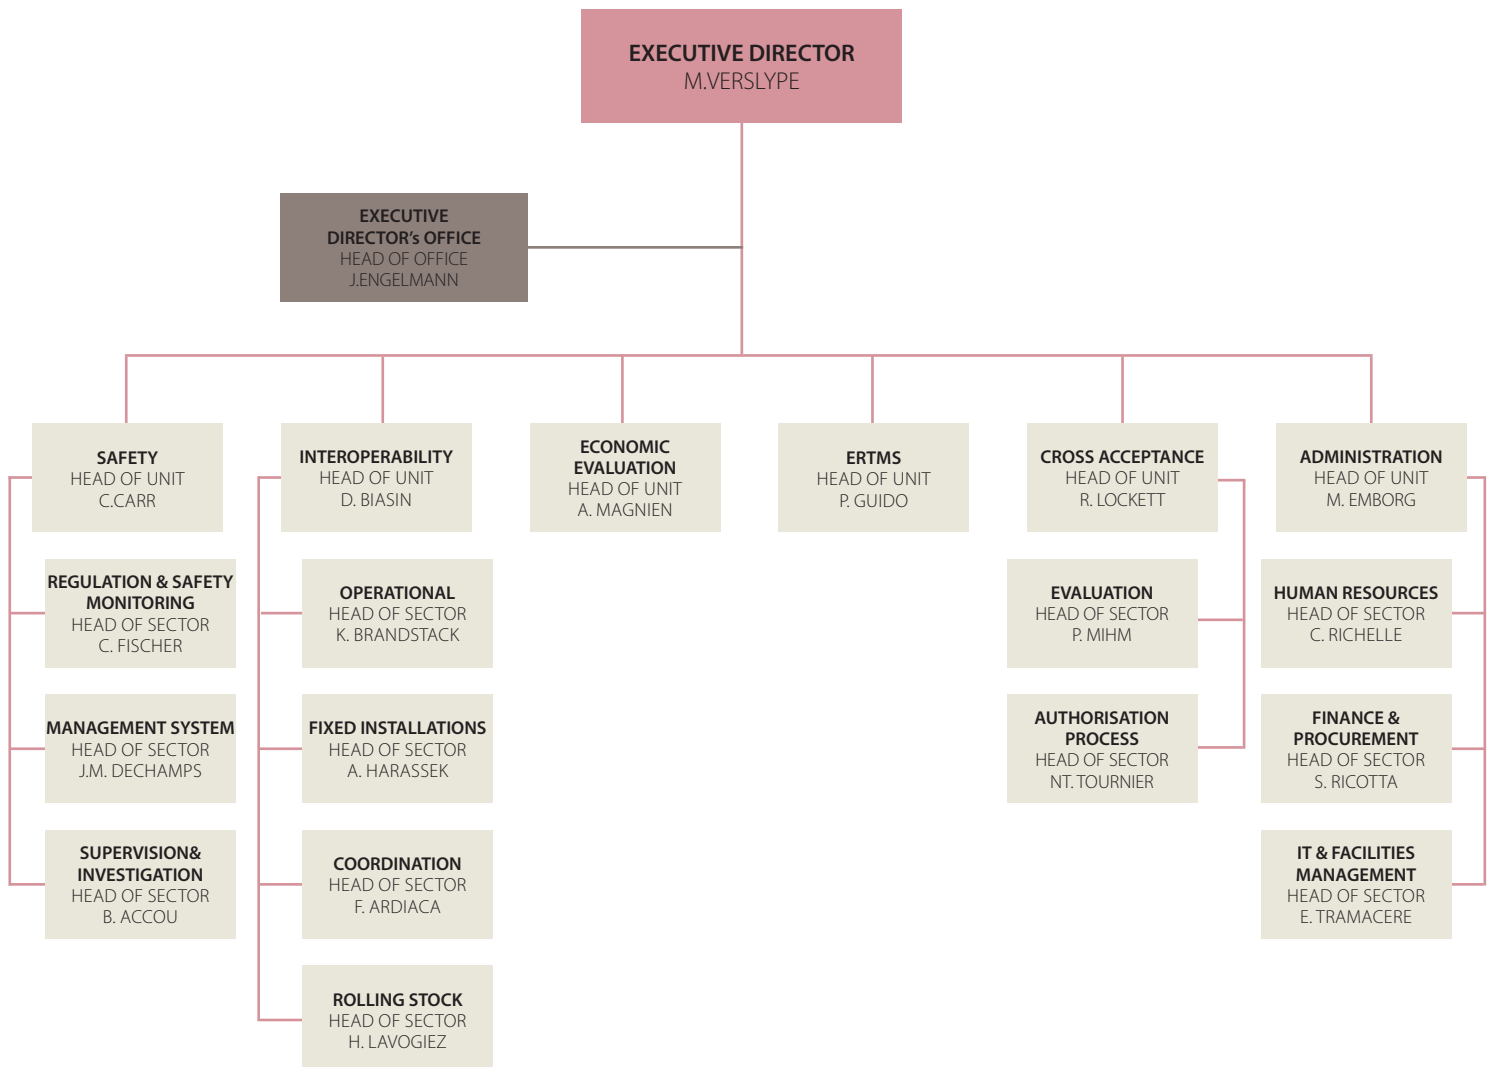 EXECUTIVE DIRECTOR
M.VERSLYPE
EXECUTIVE
DIRECTOR's OFFICE
HEAD OF OFFICE
J.ENGELMANN
SAFETY
HEAD OF UNIT
C.CARR
INTEROPERABILITY
HEAD OF UNIT
D. BIASIN
ECONOMIC
EVALUATION
HEAD OF UNIT
A. MAGNIEN
ERTMS
HEAD OF UNIT
P. GUIDO
CROSS ACCEPTANCE
HEAD OF UNIT
R. LOCKETT
ADMINISTRATION
HEAD OF UNIT
M. EMBORG
REGULATION & SAFETY
MONITORING
HEAD OF SECTOR
C. FISCHER
OPERATIONAL
HEAD OF SECTOR
K. BRANDSTACK
EVALUATION
HEAD OF SECTOR
P. MIHM
HUMAN RESOURCES
HEAD OF SECTOR
C. RICHELLE
MANAGEMENT SYSTEM
HEAD OF SECTOR
J.M. DECHAMPS
FIXED INSTALLATIONS
HEAD OF SECTOR
A. HARASSEK
AUTHORISATION
PROCESS
HEAD OF SECTOR
NT. TOURNIER
FINANCE &
PROCUREMENT
HEAD OF SECTOR
S. RICOTTA
SUPERVISION&
INVESTIGATION
HEAD OF SECTOR
B. ACCOU
COORDINATION
HEAD OF SECTOR
F. ARDIACA
IT & FACILITIES
MANAGEMENT
HEAD OF SECTOR
E. TRAMACERE
ROLLING STOCK
HEAD OF SECTOR
H. LAVOGIEZ